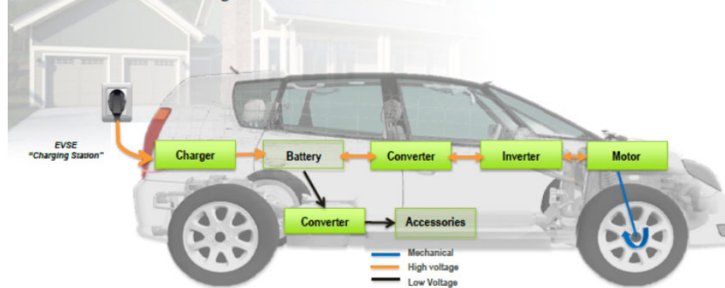 EVSE
"Charging Station"
Charger
Battery
Converter
Inverter
Motor
Converter
Accessories
Mechanical
High voltage
Low Voltage